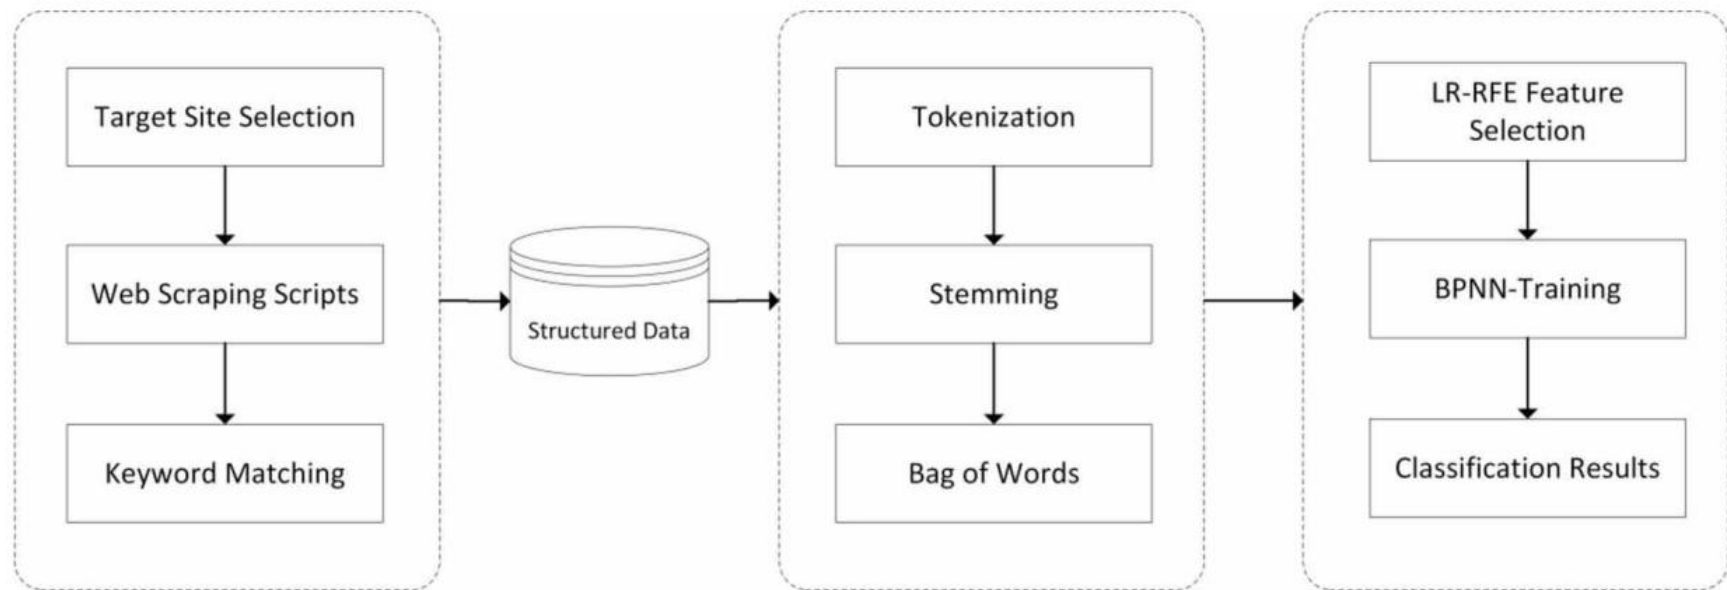 Target Site Selection
Web Scraping Scripts
Keyword Matching
Structured Data
Tokenization
Stemming
Bag of Words
LR-RFE Feature
Selection
BPNN-Training
Classification Results